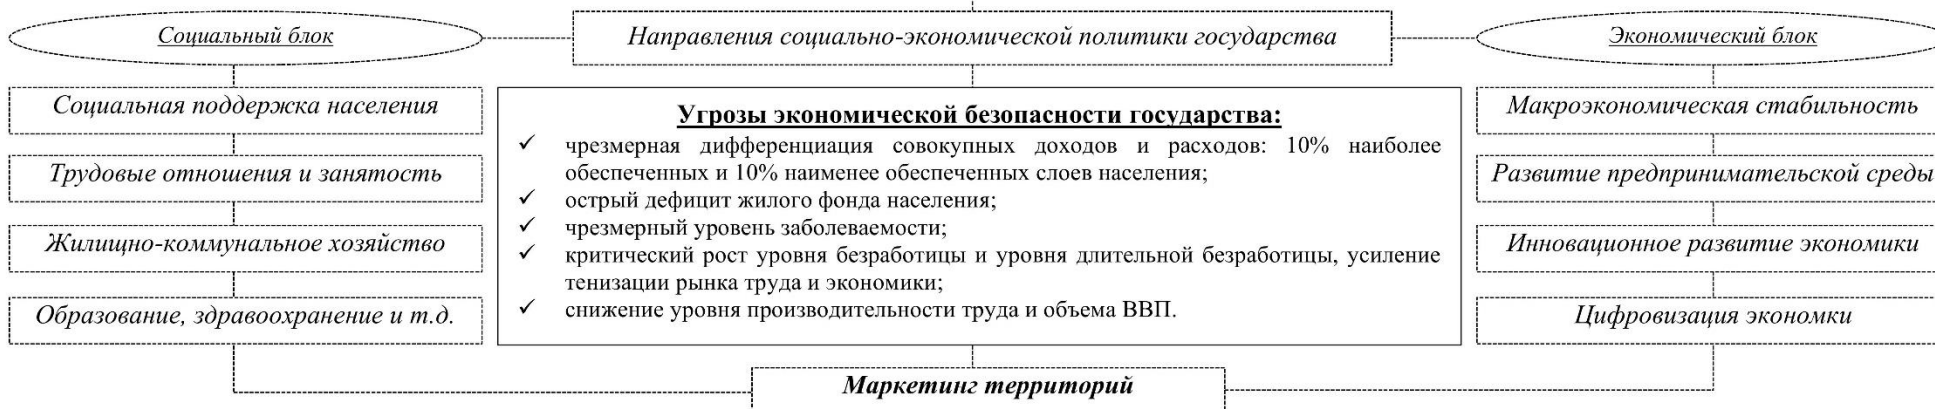 Социальный блок
Направления социально-экономической политики государства
Экономический блок
Социальная поддержка населения
Трудовые отношения и занятость
Жилищно-коммунальное хозяйство
Образование, здравоохранение и т.д.
Угрозы экономической безопасности государства:
✓ чрезмерная дифференциация совокупных доходов и расходов: 10% наиболее
обеспеченных и 10% наименее обеспеченных слоев населения;
✓ острый дефицит жилого фонда населения;
✓ чрезмерный уровень заболеваемости;
✓ критический рост уровня безработицы и уровня длительной безработицы, усиление
тенизации рынка труда и экономики;
✓ снижение уровня производительности труда и объема ВВП.
Макроэкономическая стабильность
Развитие предпринимательской среды
Инновационное развитие экономики
Цифровизация экономки
Маркетинг территорий